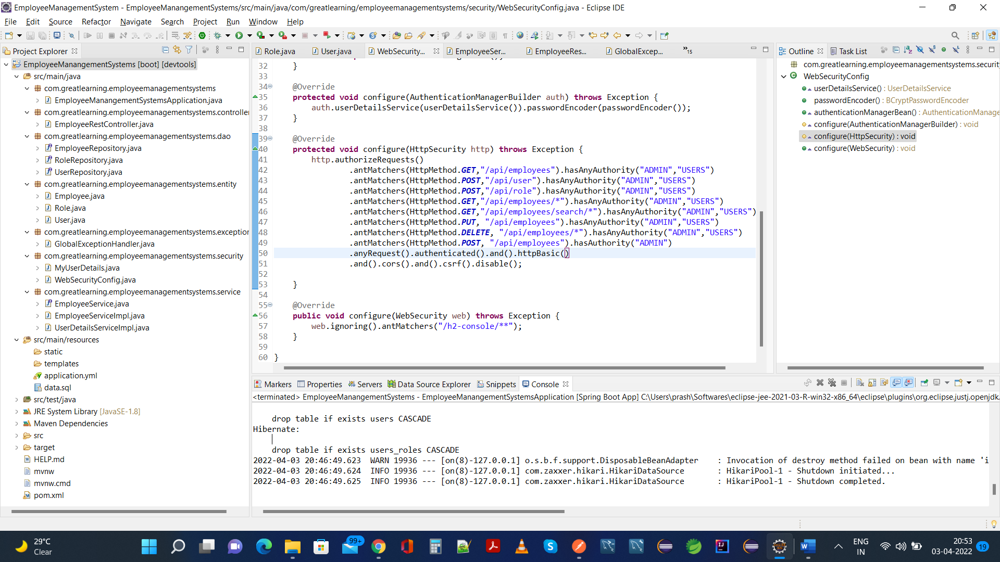 EmployeeManagementSystem - EmployeeManangementSystems/src/main/java/com/greatlearning/employeemanagementsystems/security/WebSecurityConfig.java - Eclipse IDE
File Edit Source Refactor Navigate Search Project Run Window Help
Project Explorer
EmployeeManangementSystems [boot] [devtools]
src/main/java
com.greatlearning.employeemanagementsystems
EmployeeManangementSystemsApplication.java
com.greatlearning.employeemanagementsystems.controller
EmployeeRestController.java
com.greatlearning.employeemanagementsystems.dao
EmployeeRepository.java
RoleRepository.java
UserRepository.java
com.greatlearning.employeemanagementsystems.entity
Employee.java
Role.java
User.java
com.greatlearning.employeemanagementsystems.exception
GlobalExceptionHandler.java
com.greatlearning.employeemanagementsystems.security
MyUserDetails.java
WebSecurityConfig.java
com.greatlearning.employeemanagementsystems.service
EmployeeService.java
EmployeeServiceImpl.java
UserDetailsServiceImpl.java
src/main/resources
static
templates
application.yml
data.sql
src/test/java
JRE System Library [JavaSE-1.8]
Maven Dependencies
src
target
HELP.md
mvnw
mvnw.cmd
pom.xml
Role.java User.java WebSecurity... EmployeeSer... EmployeeRes... GlobalExcep... »15
32 }
33
34 @Override
35 protected void configure(AuthenticationManagerBuilder auth) throws Exception {
36 auth.userDetailsService(userDetailsService()).passwordEncoder(passwordEncoder());
37 }
38
39 @Override
40 protected void configure(HttpSecurity http) throws Exception {
41 http.authorizeRequests()
42 .antMatchers(HttpMethod.GET,"/api/employees").hasAnyAuthority("ADMIN","USERS")
43 .antMatchers(HttpMethod.POST,"/api/user").hasAnyAuthority("ADMIN","USERS")
44 .antMatchers(HttpMethod.POST,"/api/role").hasAnyAuthority("ADMIN","USERS")
45 .antMatchers(HttpMethod.GET,"/api/employees/*").hasAnyAuthority("ADMIN","USERS")
46 .antMatchers(HttpMethod.GET,"/api/employees/search/*").hasAnyAuthority("ADMIN","USERS")
47 .antMatchers(HttpMethod.PUT, "/api/employees").hasAnyAuthority("ADMIN","USERS")
48 .antMatchers(HttpMethod.DELETE, "/api/employees/*").hasAnyAuthority("ADMIN","USERS")
49 .antMatchers(HttpMethod.POST, "/api/employees").hasAuthority("ADMIN")
50 .anyRequest().authenticated().and().httpBasic()
51 .and().cors().and().csrf().disable();
52
53 }
54
55 @Override
56 public void configure(WebSecurity web) throws Exception {
57 web.ignoring().antMatchers("/h2-console/**");
58 }
59
60 }
Outline Task List
com.greatlearning.employeemanagementsystems.securit
WebSecurityConfig
userDetailsService() : UserDetailsService
passwordEncoder() : BCryptPasswordEncoder
authenticationManagerBean() : AuthenticationManage
configure(AuthenticationManagerBuilder) : void
configure(HttpSecurity) : void
configure(WebSecurity) : void
Markers Properties Servers Data Source Explorer Snippets Console
<terminated> EmployeeManangementSystems - EmployeeManangementSystemsApplication [Spring Boot App] C:\Users\prash\Softwares\eclipse-jee-2021-03-R-win32-x86_64\eclipse\plugins\org.eclipse.justj.openjdk.
drop table if exists users CASCADE
Hibernate:
drop table if exists users_roles CASCADE
2022-04-03 20:46:49.623 WARN 19936 --- [on(8)-127.0.0.1] o.s.b.f.support.DisposableBeanAdapter : Invocation of destroy method failed on bean with name 'i
2022-04-03 20:46:49.624 INFO 19936 --- [on(8)-127.0.0.1] com.zaxxer.hikari.HikariDataSource : HikariPool-1 - Shutdown initiated...
2022-04-03 20:46:49.625 INFO 19936 --- [on(8)-127.0.0.1] com.zaxxer.hikari.HikariDataSource : HikariPool-1 - Shutdown completed.
29°C
Clear
99+
ENG
IN
20:53
03-04-2022
19